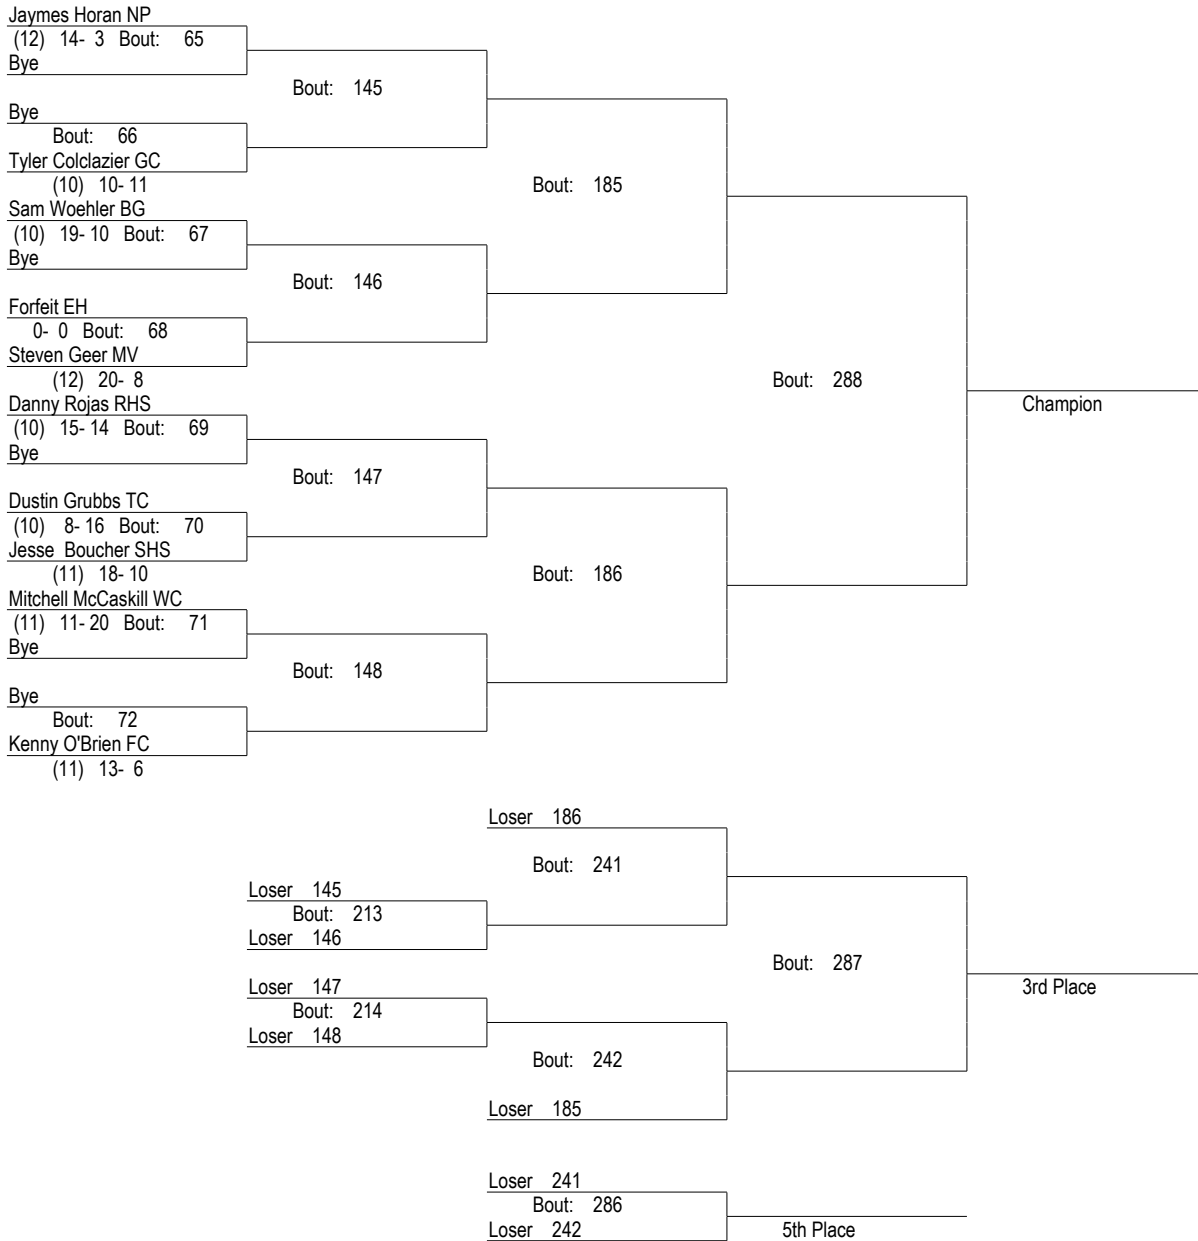 Jaymes Horan NP
(12) 14- 3 Bout: 65
Bye
Bout: 145
Bye
Bout: 66
Tyler Colclazier GC
(10) 10- 11
Bout: 185
Sam Woehler BG
(10) 19- 10 Bout: 67
Bye
Bout: 146
Forfeit EH
0- 0 Bout: 68
Steven Geer MV
(12) 20- 8
Bout: 288
Danny Rojas RHS
Champion
(10) 15- 14 Bout: 69
Bye
Bout: 147
Dustin Grubbs TC
(10) 8- 16 Bout: 70
Jesse Boucher SHS
(11) 18- 10
Bout: 186
Mitchell McCaskill WC
(11) 11- 20 Bout: 71
Bye
Bout: 148
Bye
Bout: 72
Kenny O'Brien FC
(11) 13- 6
Loser 186
Bout: 241
Loser 145
Bout: 213
Loser 146
Bout: 287
Loser 147
3rd Place
Bout: 214
Loser 148
Bout: 242
Loser 185
Loser 241
Bout: 286
Loser 242
5th Place